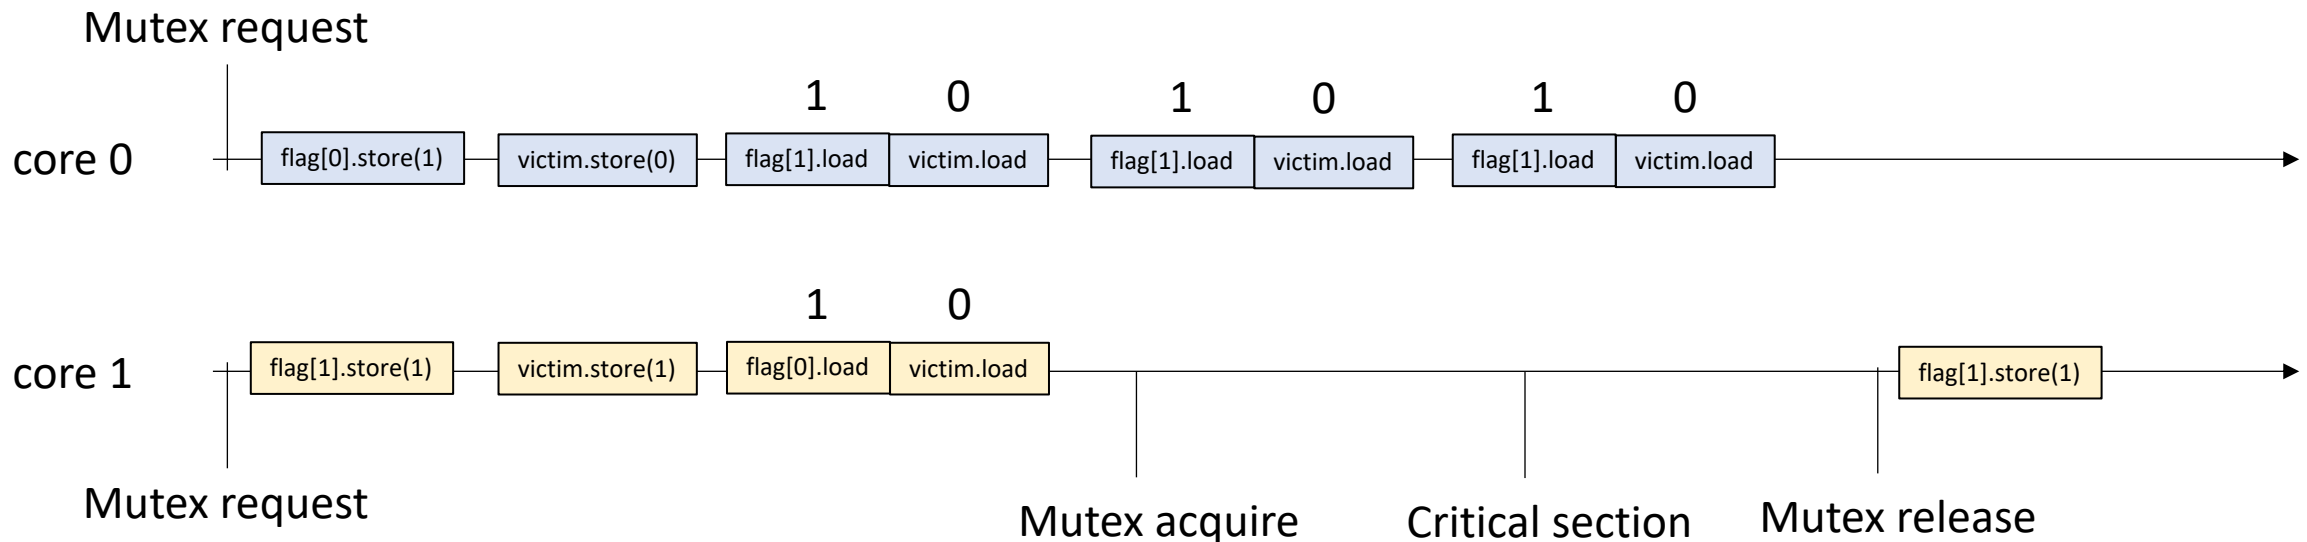 Mutex request
1 0 1 0 1 0
core 0 flag[0].store(1) victim.store(0) flag[1].load victim.load flag[1].load victim.load flag[1].load victim.load
1 0
core 1 flag[1].store(1) victim.store(1) flag[0].load victim.load flag[1].store(1)
Mutex request Mutex acquire Critical section Mutex release